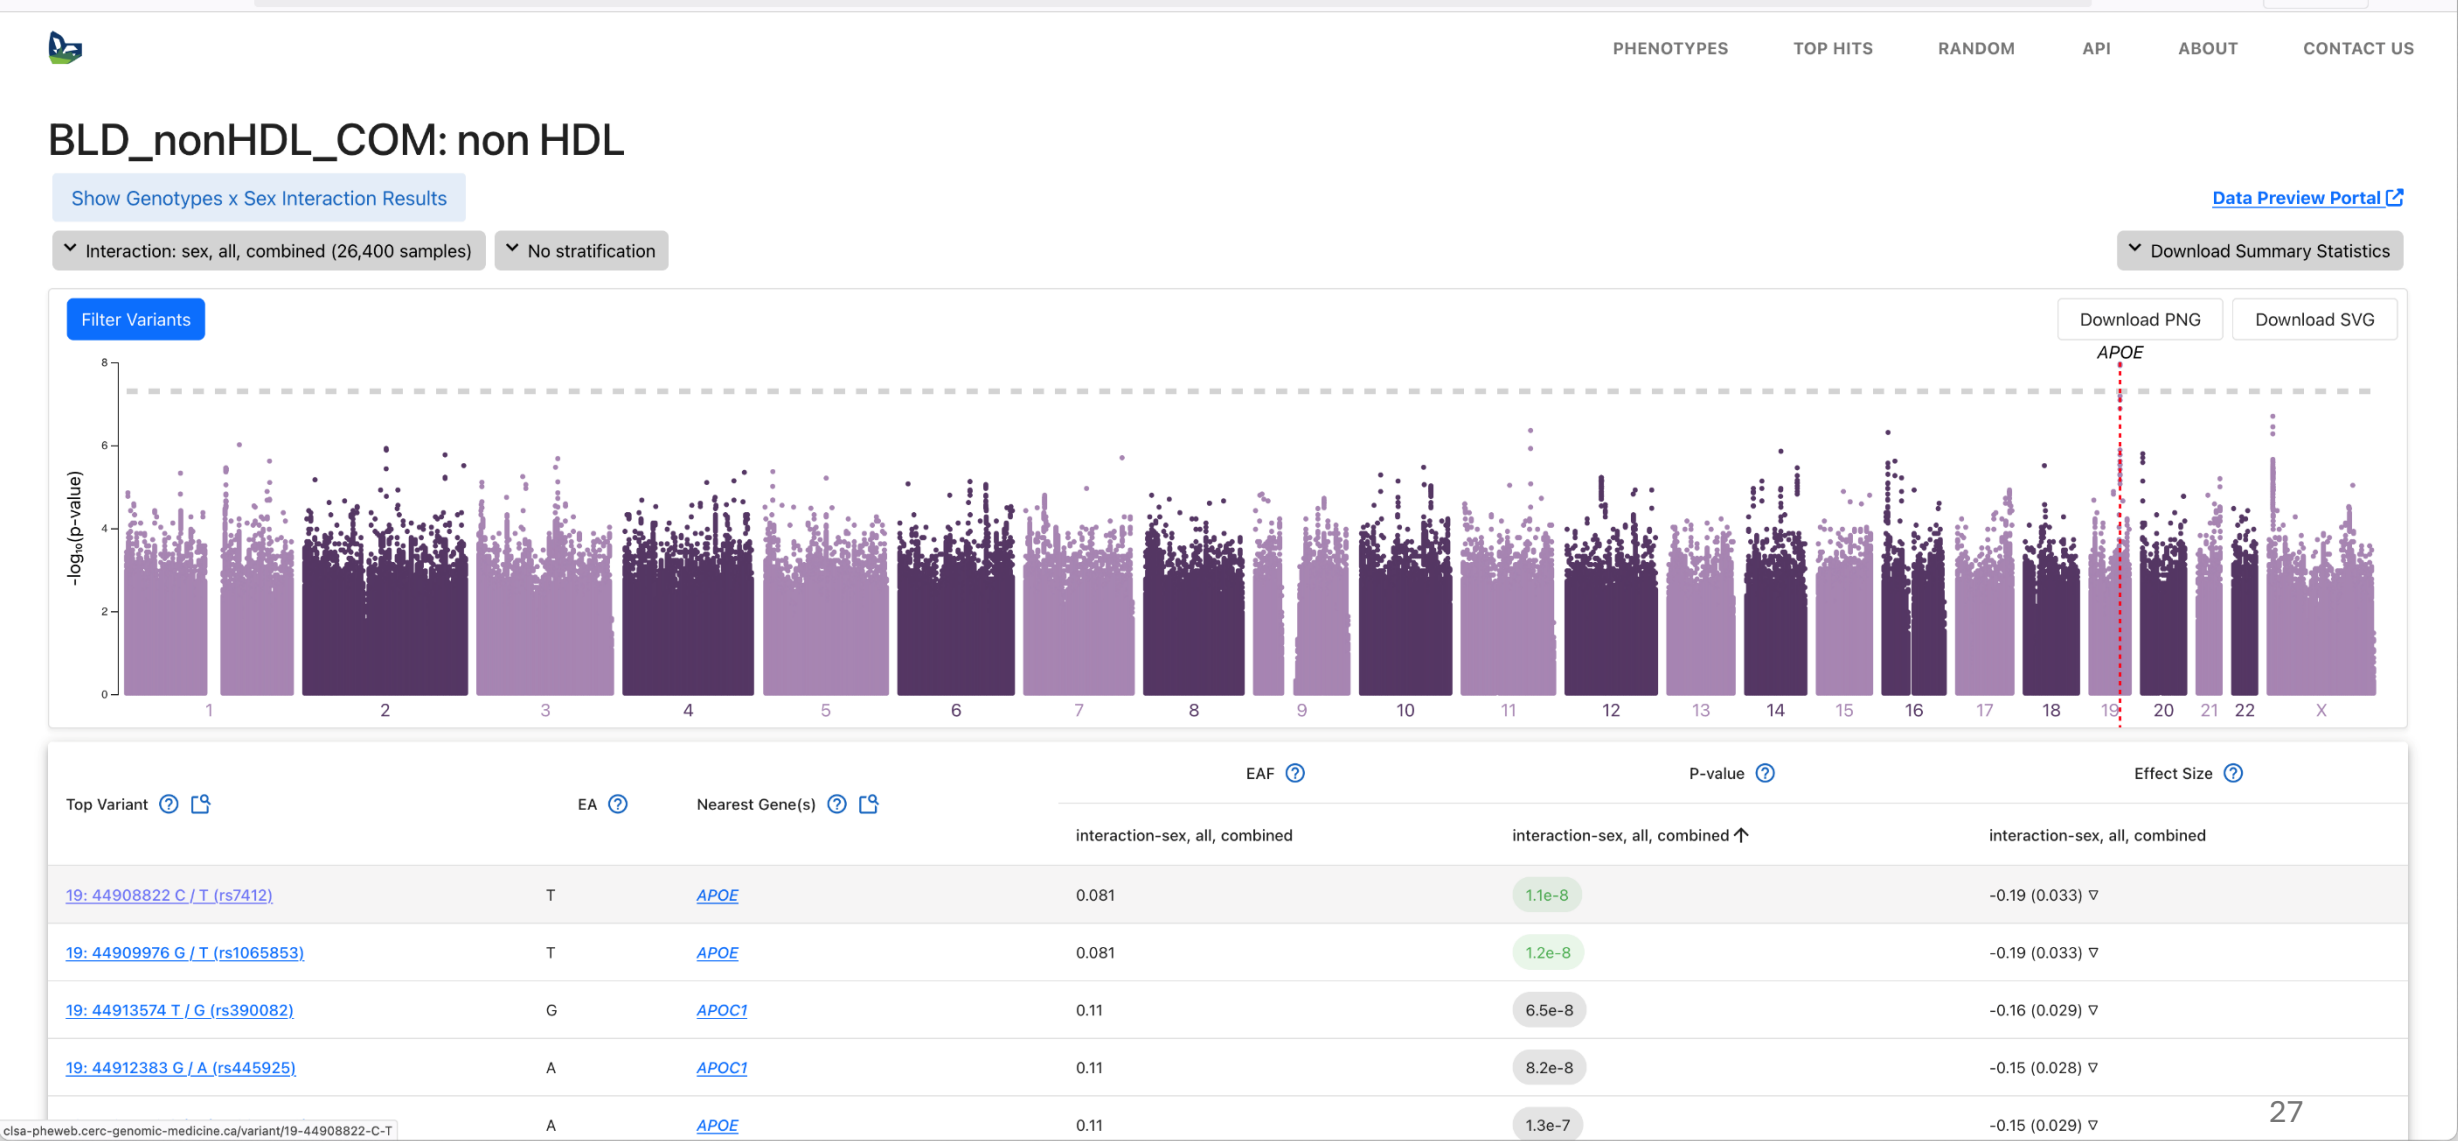 PHENOTYPES TOP HITS RANDOM API ABOUT CONTACT US
BLD_nonHDL_COM: non HDL
Show Genotypes x Sex Interaction Results
Data Preview Portal
Interaction: sex, all, combined (26,400 samples)
No stratification
Download Summary Statistics
Filter Variants
Download PNG
Download SVG
APOE
8
6
4
2
0
-log₁₀(p-value)
1 2 3 4 5 6 7 8 9 10 11 12 13 14 15 16 17 18 19 20 21 22 X
EAF P-value Effect Size
Top Variant EA Nearest Gene(s)
interaction-sex, all, combined interaction-sex, all, combined interaction-sex, all, combined
19: 44908822 C / T (rs7412) T APOE 0.081 1.1e-8 -0.19 (0.033) ▽
19: 44909976 G / T (rs1065853) T APOE 0.081 1.2e-8 -0.19 (0.033) ▽
19: 44913574 T / G (rs390082) G APOC1 0.11 6.5e-8 -0.16 (0.029) ▽
19: 44912383 G / A (rs445925) A APOC1 0.11 8.2e-8 -0.15 (0.028) ▽
A APOE 0.11 1.3e-7 -0.15 (0.029) ▽
27
clsa-pheweb.cerc-genomic-medicine.ca/variant/19-44908822-C-T